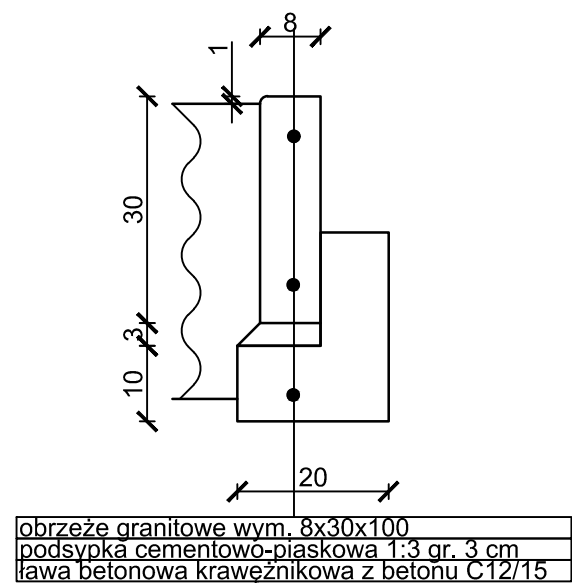 8
1
30
3
10
20
obrzeże granitowe wym. 8x30x100
podsypka cementowo-piaskowa 1:3 gr. 3 cm
ława betonowa krawężnikowa z betonu C12/15